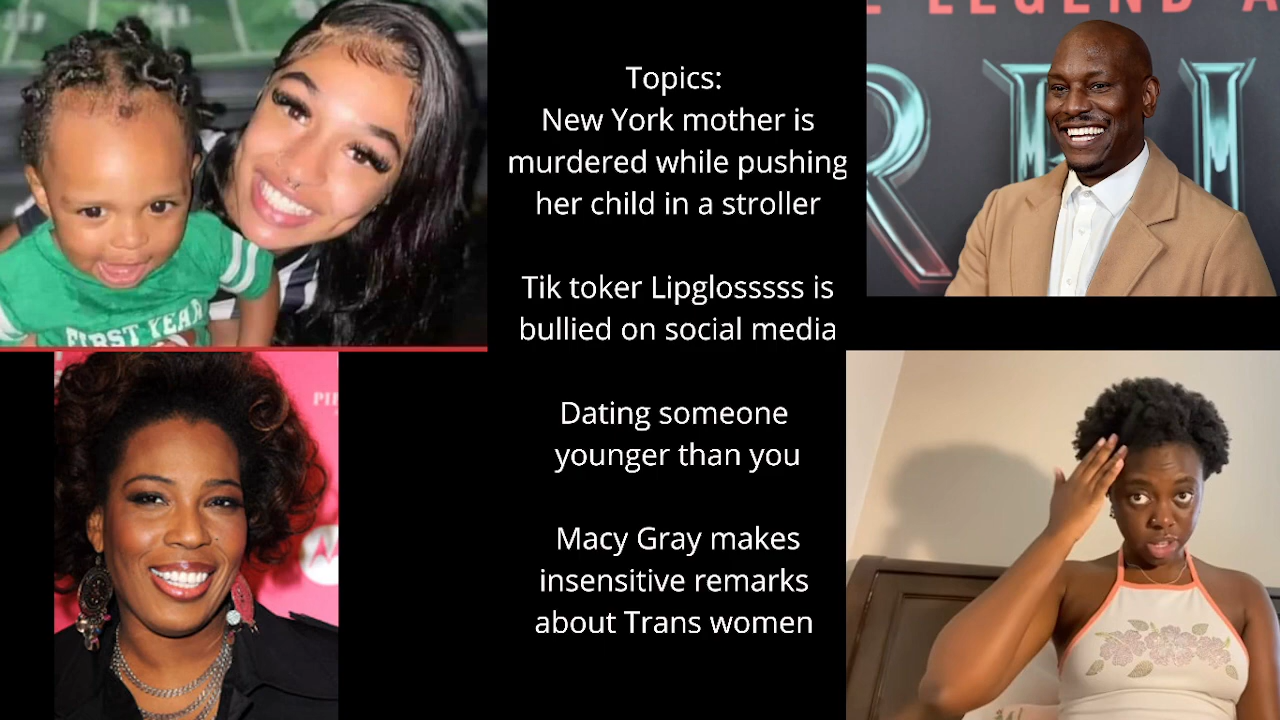 Topics:
New York mother is
murdered while pushing
her child in a stroller
Tik toker Lipglosssss is
bullied on social media
Dating someone
younger than you
Macy Gray makes
insensitive remarks
about Trans women
FIRST YEAR
LEGEND A
R